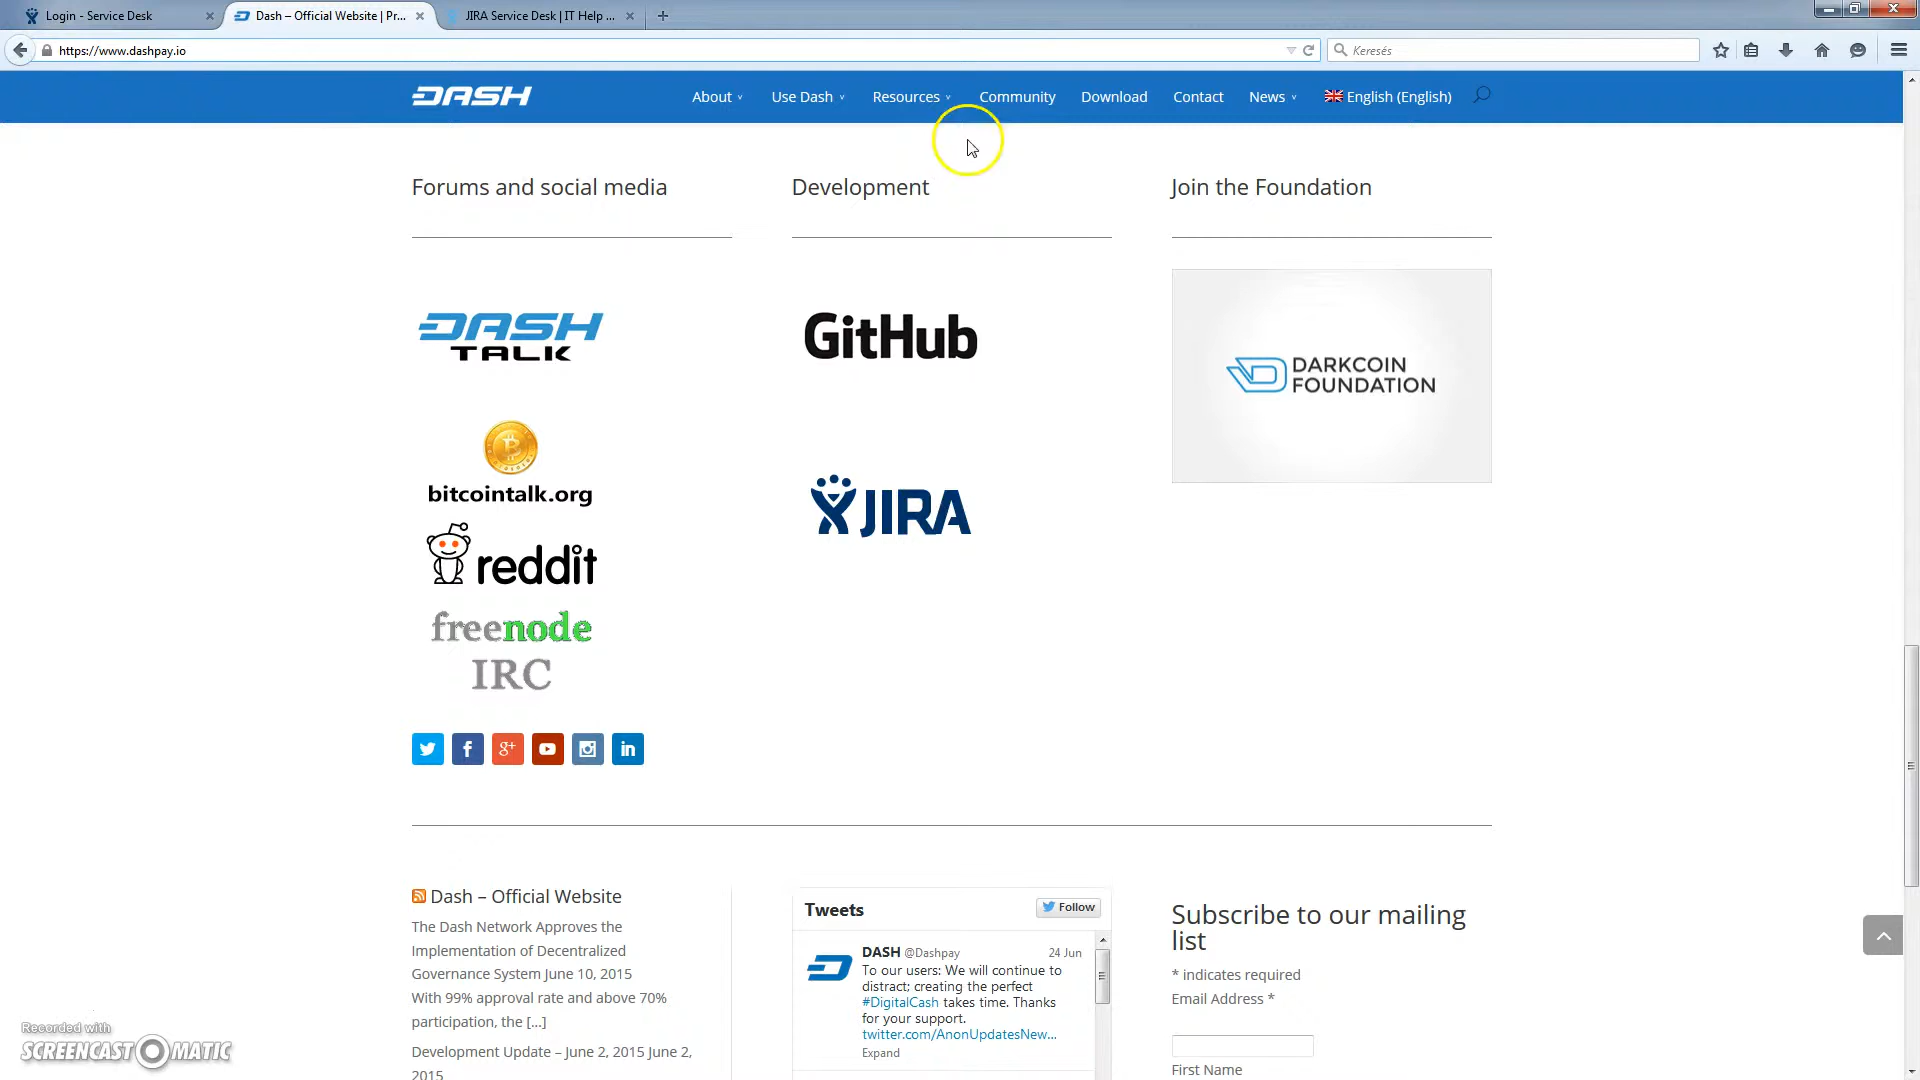 Login - Service Desk
Dash – Official Website | Pr...
JIRA Service Desk | IT Help ...
https://www.dashpay.io
Keresés
DASH
About
Use Dash
Resources
Community
Download
Contact
News
English (English)
Forums and social media
Development
Join the Foundation
DASH
TALK
GitHub
DARKCOIN
FOUNDATION
bitcointalk.org
JIRA
reddit
freenode
IRC
Dash – Official Website
The Dash Network Approves the
Implementation of Decentralized
Governance System June 10, 2015
With 99% approval rate and above 70%
participation, the [...]
Development Update – June 2, 2015 June 2,
2015
Tweets
Follow
DASH @Dashpay 24 Jun
To our users: We will continue to
distract; creating the perfect
#DigitalCash takes time. Thanks
for your support.
twitter.com/AnonUpdatesNew...
Expand
Subscribe to our mailing
list
* indicates required
Email Address *
First Name
Recorded with
SCREENCAST-O-MATIC